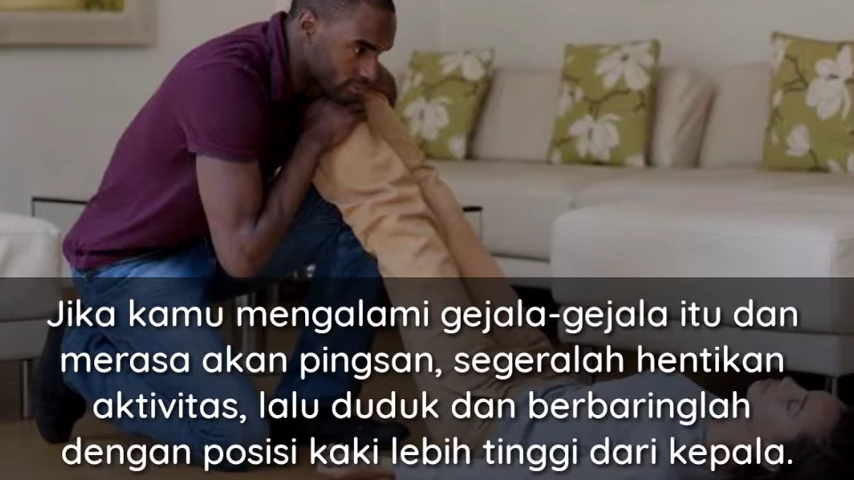 Jika kamu mengalami gejala-gejala itu dan
merasa akan pingsan, segeralah hentikan
aktivitas, lalu duduk dan berbaringlah
dengan posisi kaki lebih tinggi dari kepala.